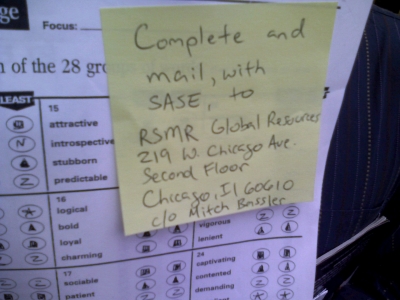 ge
Focus:
n of the 28 gro
Complete and
mail, with
SASE, to
RSMR Global Resources
219 W. Chicago Ave.
Second Floor
Chicago, Il 60610
c/o Mitch
LEAST
15
attractive
N introspective
stubborn
Z predictable
16
logical
bold
loyal
charming
17
sociable
patient
vigorous
Z lenient Z
24
captivating
contented
demanding